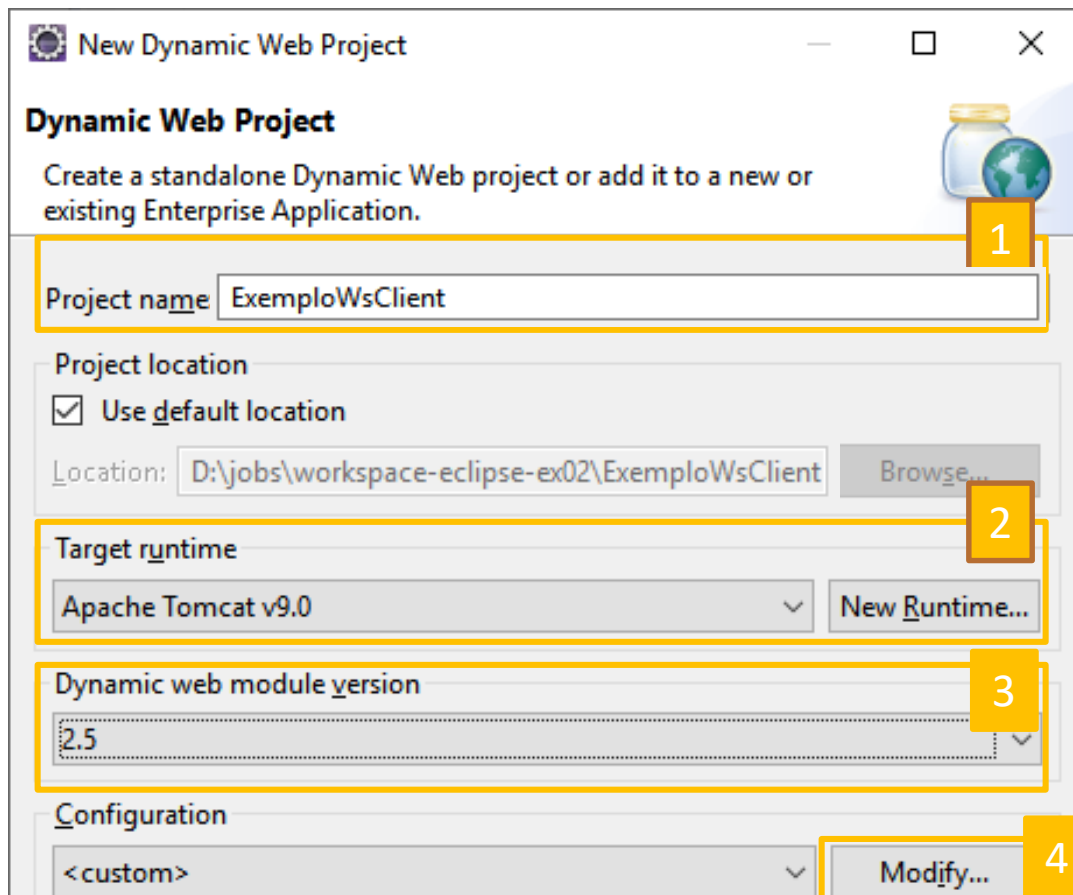 New Dynamic Web Project
Dynamic Web Project
Create a standalone Dynamic Web project or add it to a new or
existing Enterprise Application.
1
Project name ExemploWsClient
Project location
Use default location
Location: D:\jobs\workspace-eclipse-ex02\ExemploWsClient Browse...
2
Target runtime
Apache Tomcat v9.0 New Runtime...
3
Dynamic web module version
2.5
Configuration
<custom> Modify... 4